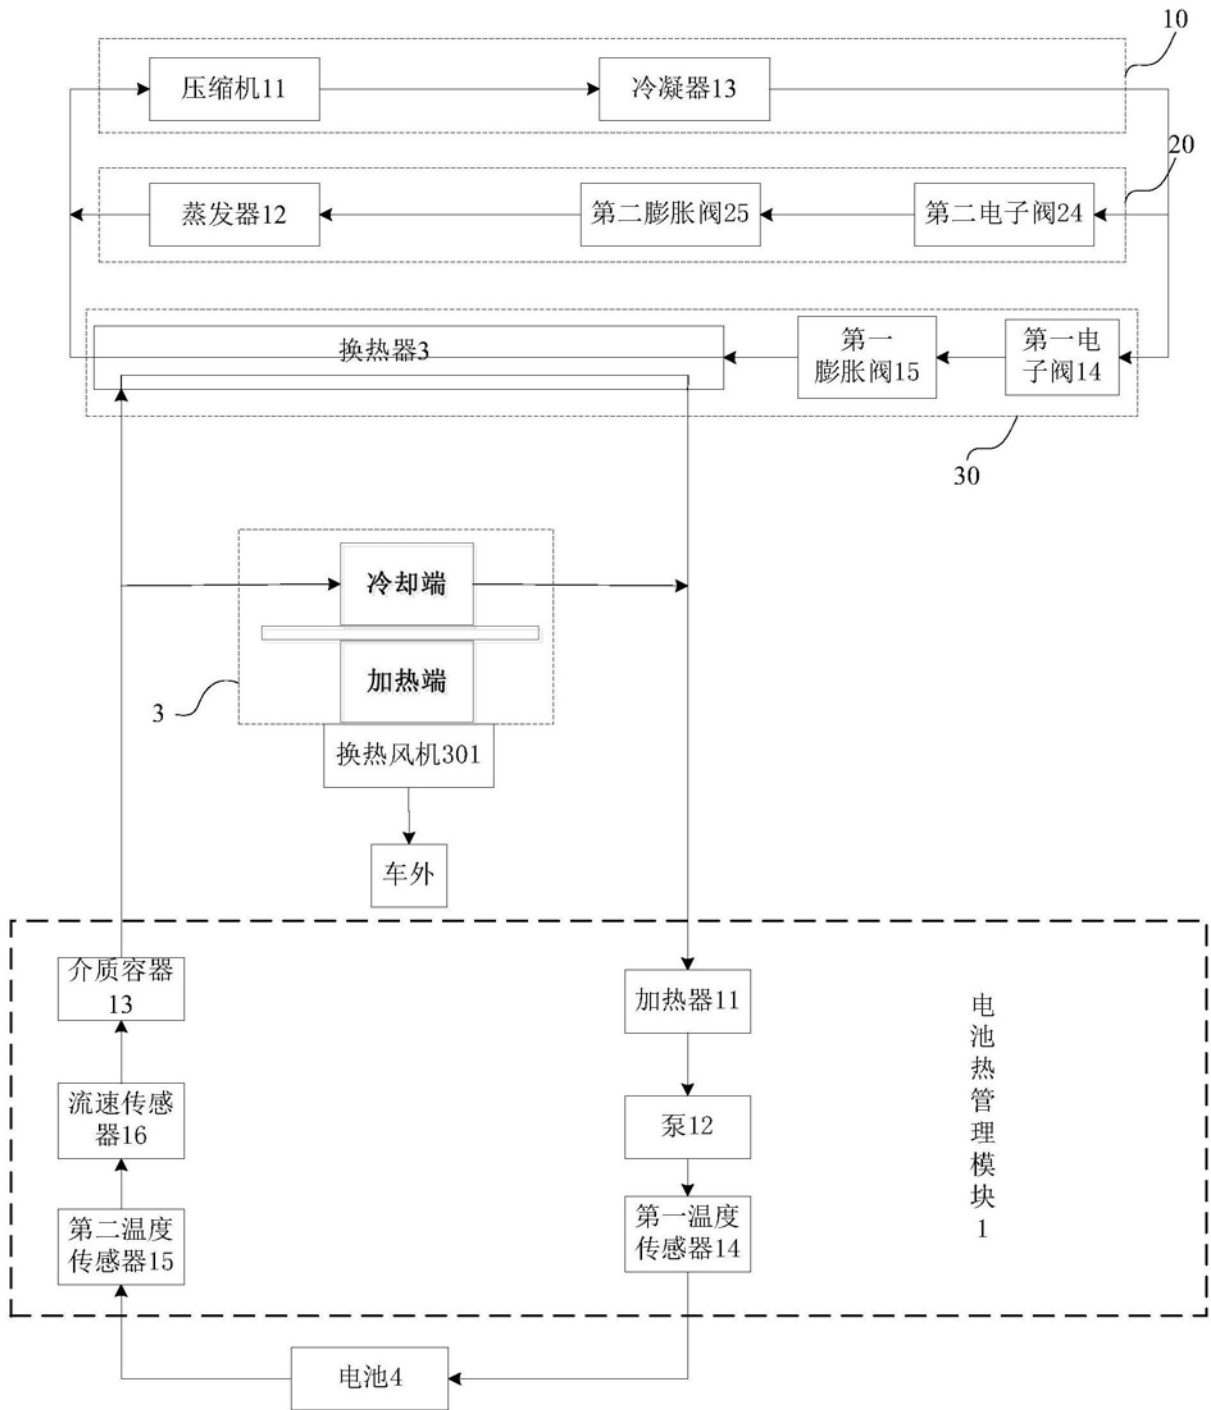 10
压缩机11
冷凝器13
20
蒸发器12
第二膨胀阀25
第二电子阀24
换热器3
第一
膨胀阀15
第一电
子阀14
30
冷却端
加热端
3
换热风机301
车外
介质容器
13
加热器11
电池热管理模块1
流速传感
器16
泵12
第二温度
传感器15
第一温度
传感器14
电池4